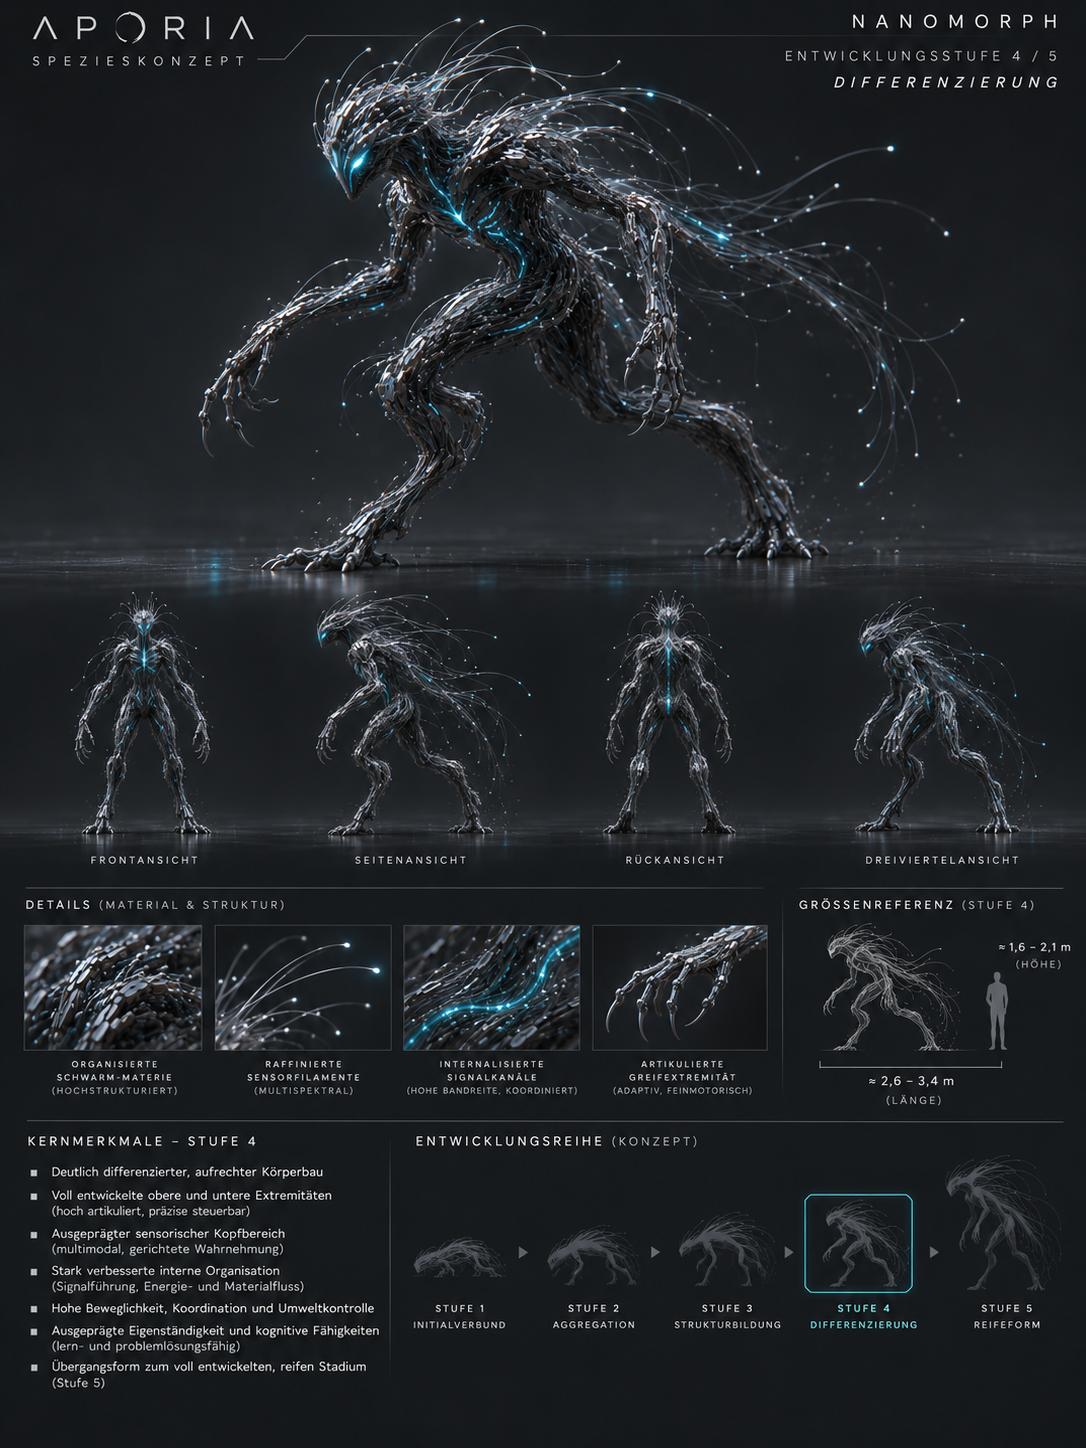 APORIA
SPEZIESKONZEPT
NANOMORPH
ENTWICKLUNGSSTUFE 4 / 5
DIFFERENZIERUNG
FRONTANSICHT
SEITENANSICHT
RÜCKANSICHT
DREIVIERTELANSICHT
DETAILS (MATERIAL & STRUKTUR)
ORGANISIERTE
SCHWARM-MATERIE
(HOCHSTRUKTURIERT)
RAFFINIERTE
SENSORFILAMENTE
(MULTISPEKTRAL)
INTERNALISIERTE
SIGNALKANÄLE
(HOHE BANDREITE, KOORDINIERT)
ARTIKULIERTE
GREIFEXTREMITÄT
(ADAPTIV, FEINMOTORISCH)
GRÖSSENREFERENZ (STUFE 4)
≈ 1,6 – 2,1 m
(HÖHE)
≈ 2,6 – 3,4 m
(LÄNGE)
KERNMERKMALE – STUFE 4
Deutlich differenzierter, aufrechter Körperbau
Voll entwickelte obere und untere Extremitäten
(hoch artikuliert, präzise steuerbar)
Ausgeprägter sensorischer Kopfbereich
(multimodal, gerichtete Wahrnehmung)
Stark verbesserte interne Organisation
(Signalführung, Energie- und Materialfluss)
Hohe Beweglichkeit, Koordination und Umweltkontrolle
Ausgeprägte Eigenständigkeit und kognitive Fähigkeiten
(lern- und problemlösungsfähig)
Übergangsform zum voll entwickelten, reifen Stadium
(Stufe 5)
ENTWICKLUNGSREIHE (KONZEPT)
STUFE 1
INITIALVERBUND
STUFE 2
AGGREGATION
STUFE 3
STRUKTURBILDUNG
STUFE 4
DIFFERENZIERUNG
STUFE 5
REIFEFORM